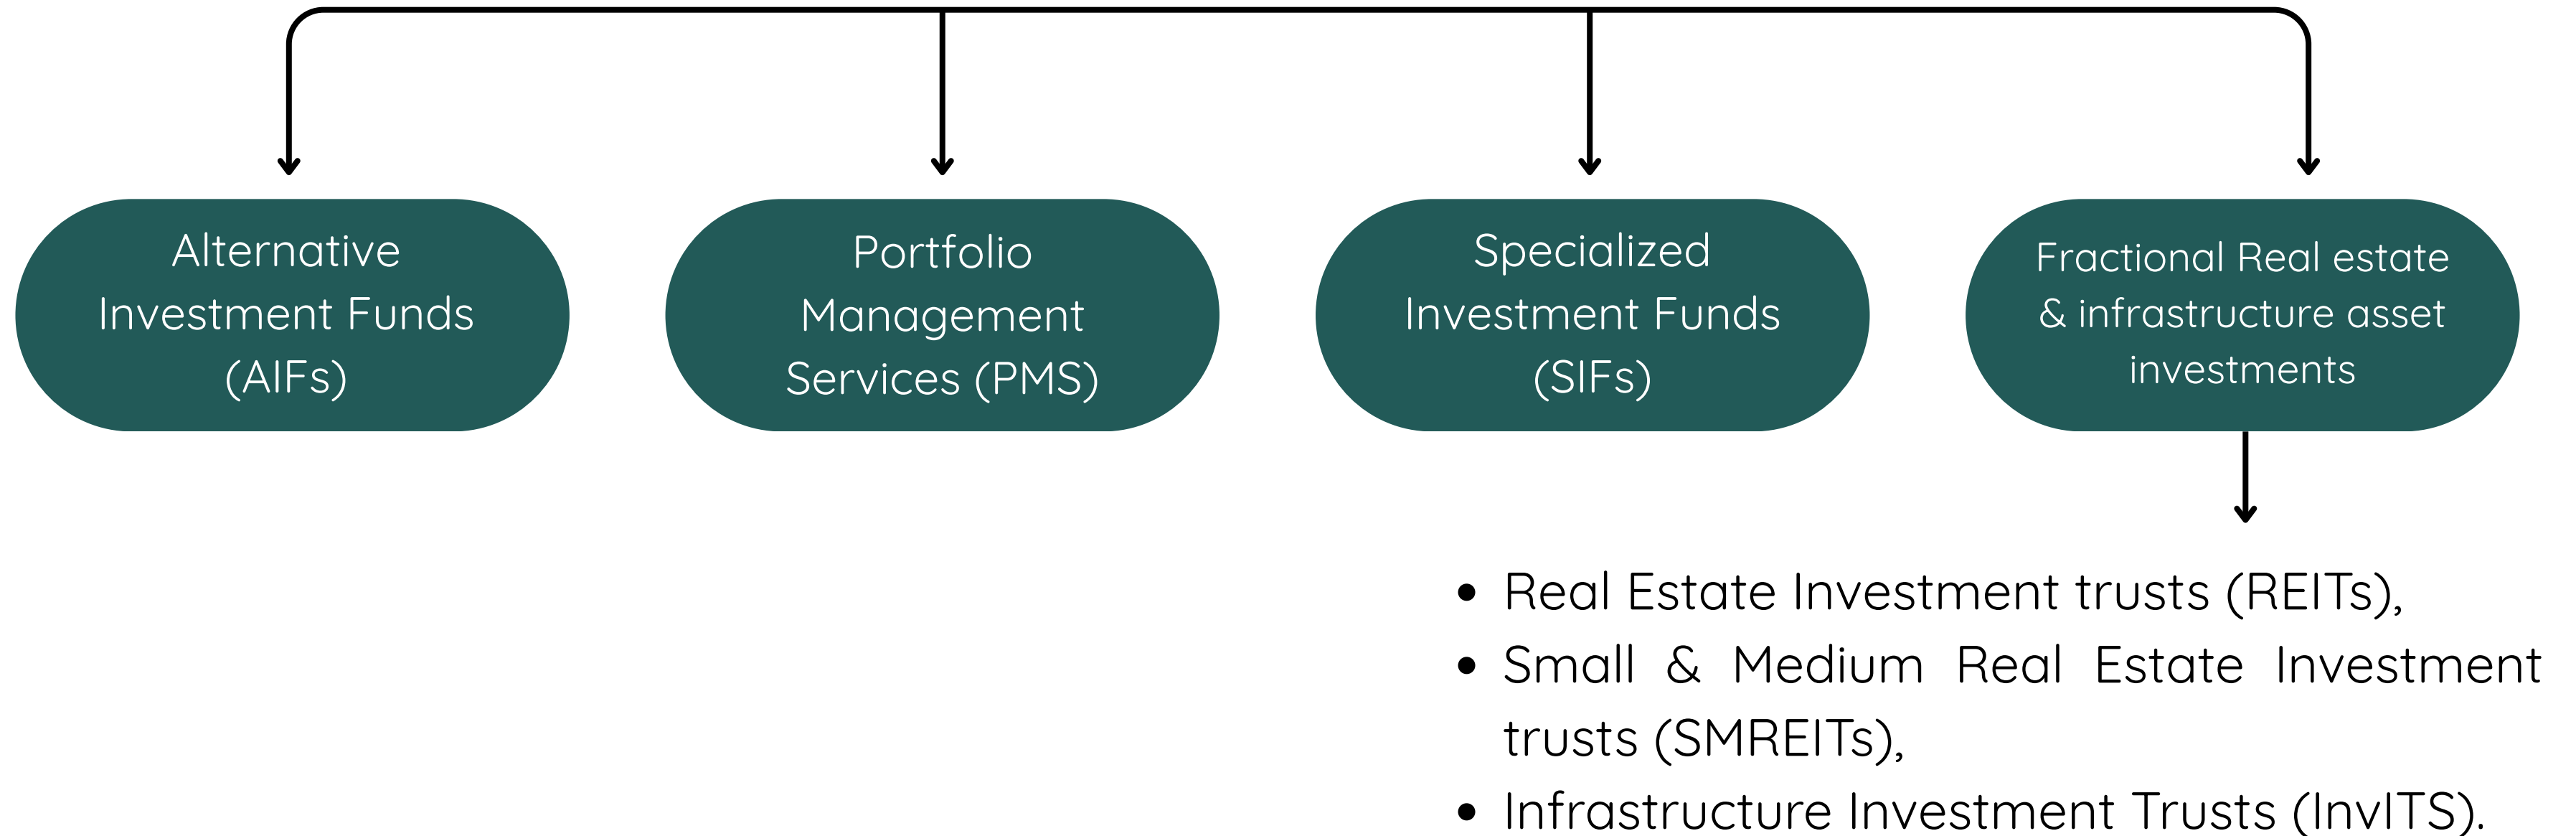 Alternative
Investment Funds
(AIFs)
Portfolio
Management
Services (PMS)
Specialized
Investment Funds
(SIFs)
Fractional Real estate
& infrastructure asset
investments
• Real Estate Investment trusts (REITs),
• Small & Medium Real Estate Investment
trusts (SMREITs),
• Infrastructure Investment Trusts (InvITS).